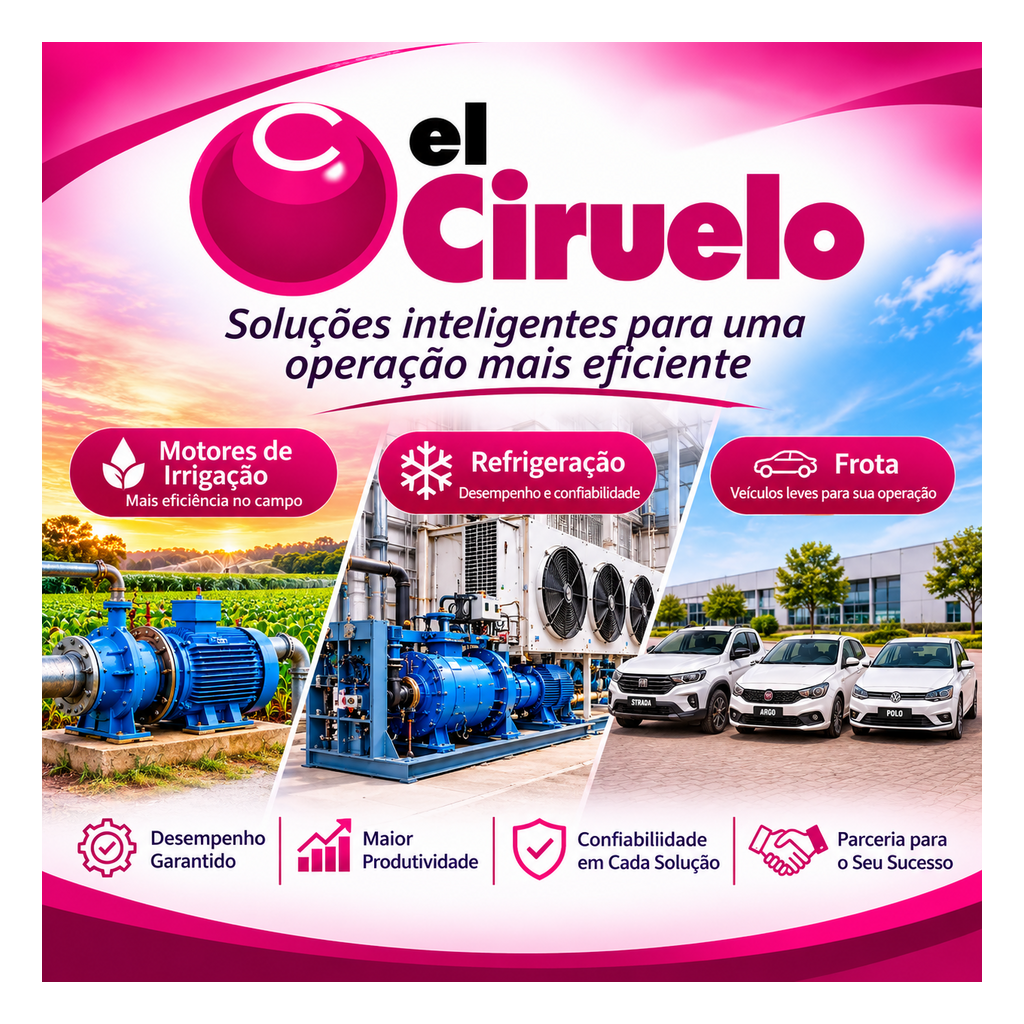 C
el
Ciruelo
Soluções inteligentes para uma
operação mais eficiente
Motores de
Irrigação
Mais eficiência no campo
Refrigeração
Desempenho e confiabilidade
Frota
Veículos leves para sua operação
STRADA
ARGO
POLO
Desempenho
Garantido
Maior
Produtividade
Confiabiliidade
em Cada Solução
Parceria para
o Seu Sucesso